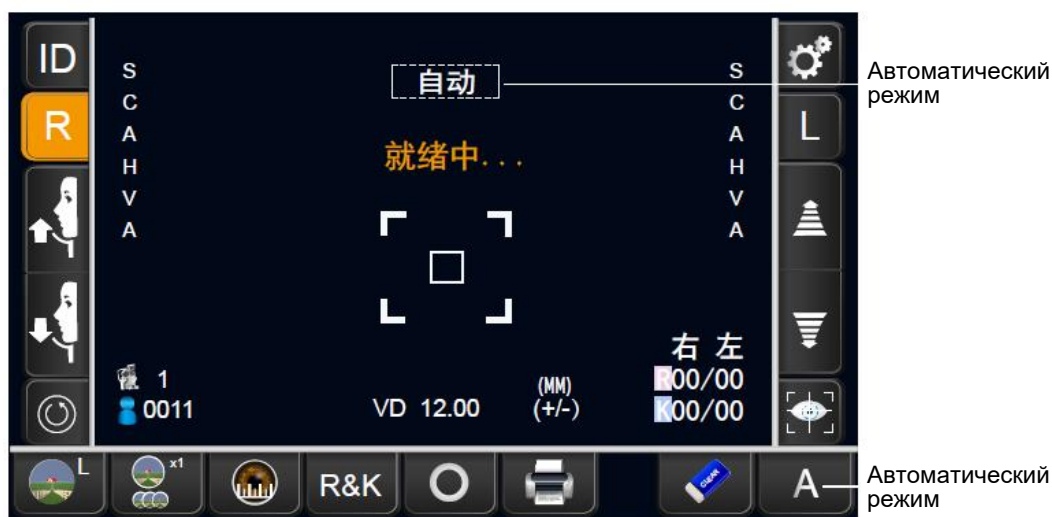 ID
R
S
C
A
H
V
A
自动
就绪中...
S
C
A
H
V
A
L
Автоматический
режим
1
0011
VD 12.00
(MM)
(+/-)
右 左
R00/00
K00/00
L
x1
R&K
CLEAR
A
Автоматический
режим